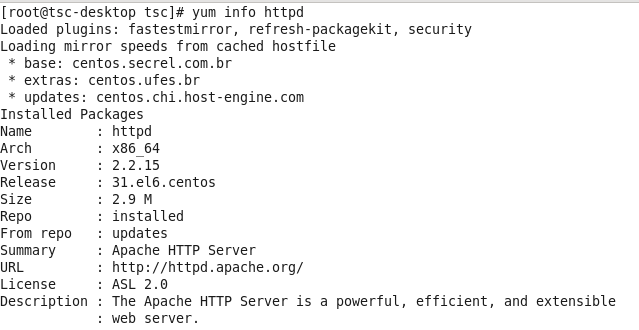 [root@tsc-desktop tsc]# yum info httpd
Loaded plugins: fastestmirror, refresh-packagekit, security
Loading mirror speeds from cached hostfile
 * base: centos.secrel.com.br
 * extras: centos.ufes.br
 * updates: centos.chi.host-engine.com
Installed Packages
Name        : httpd
Arch        : x86_64
Version     : 2.2.15
Release     : 31.el6.centos
Size        : 2.9 M
Repo        : installed
From repo   : updates
Summary     : Apache HTTP Server
URL         : http://httpd.apache.org/
License     : ASL 2.0
Description : The Apache HTTP Server is a powerful, efficient, and extensible
            : web server.